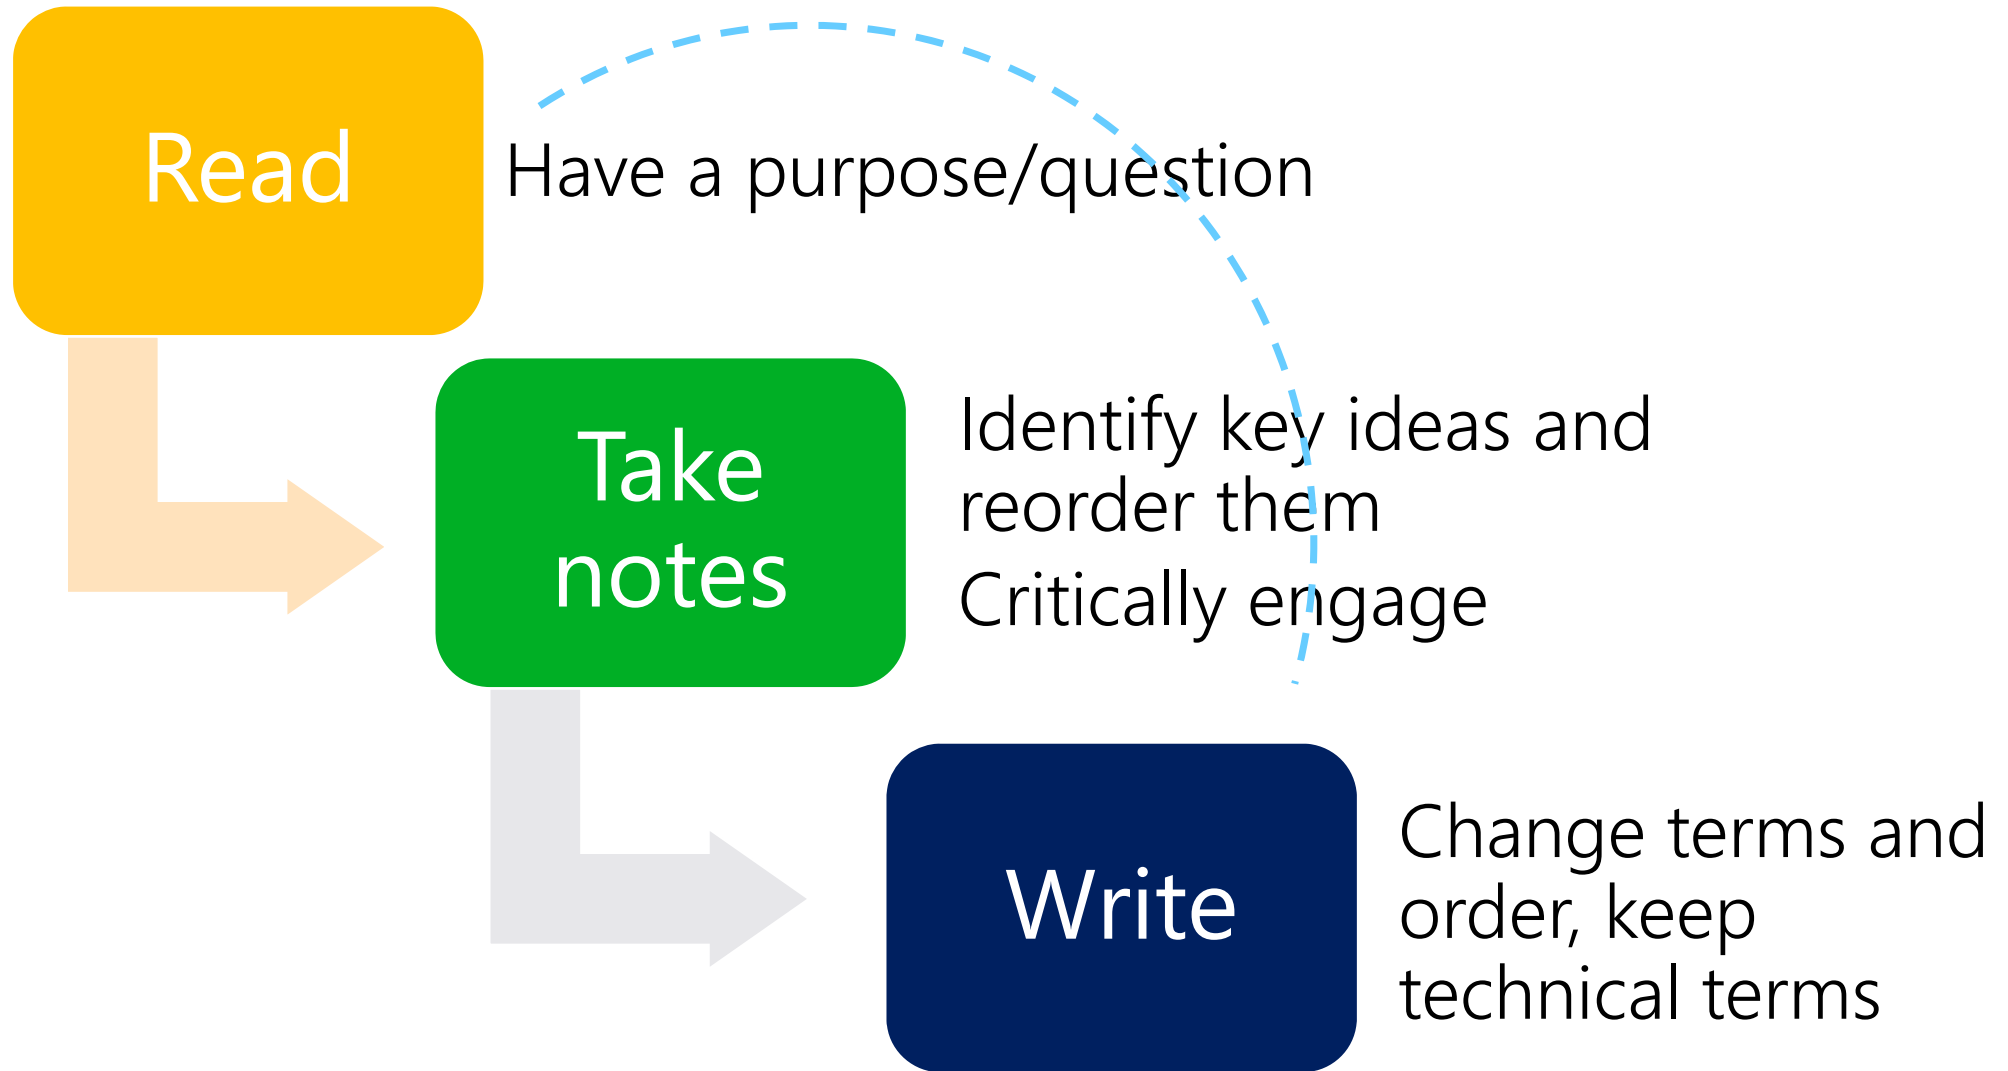 Read
Have a purpose/question
Take
notes
Identify key ideas and
reorder them
Critically engage
Write
Change terms and
order, keep
technical terms